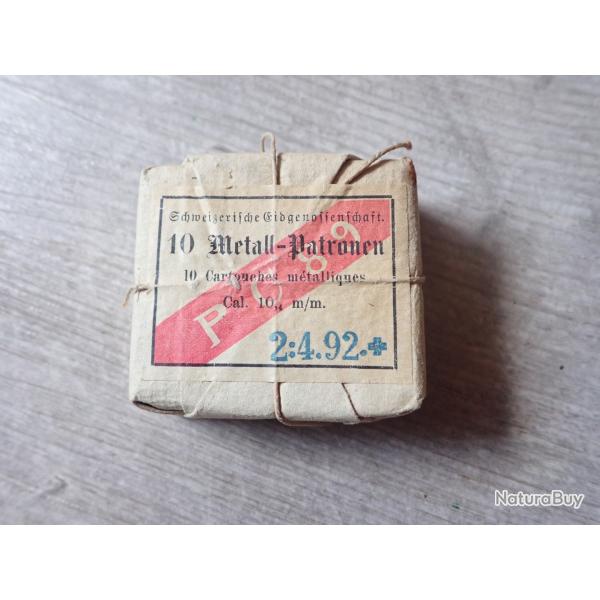 Schweizerische Eidgenossenschaft.
10 Metall-Patronen
10 Cartouches métalliques
Cal. 10,4 m/m.
P. C 89
2:4.92.
NaturaBuy